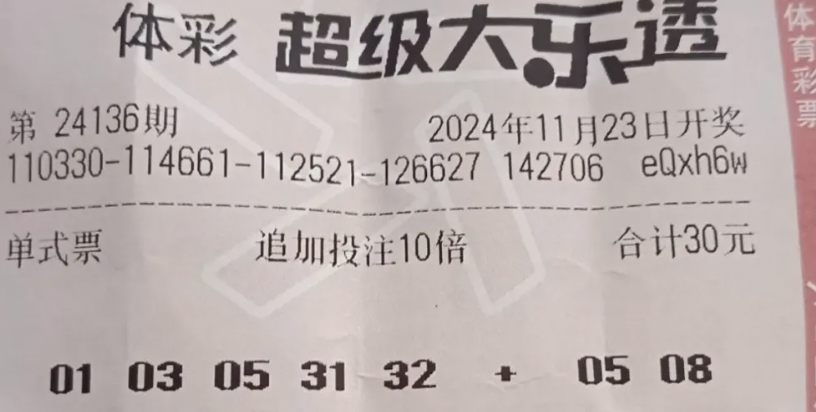 体彩 超级大乐透
第 24136期 2024年11月23日开奖
110330-114661-112521-126627 142706 eQxh6w
单式票 追加投注10倍 合计30元
01 03 05 31 32 + 05 08
体育彩票